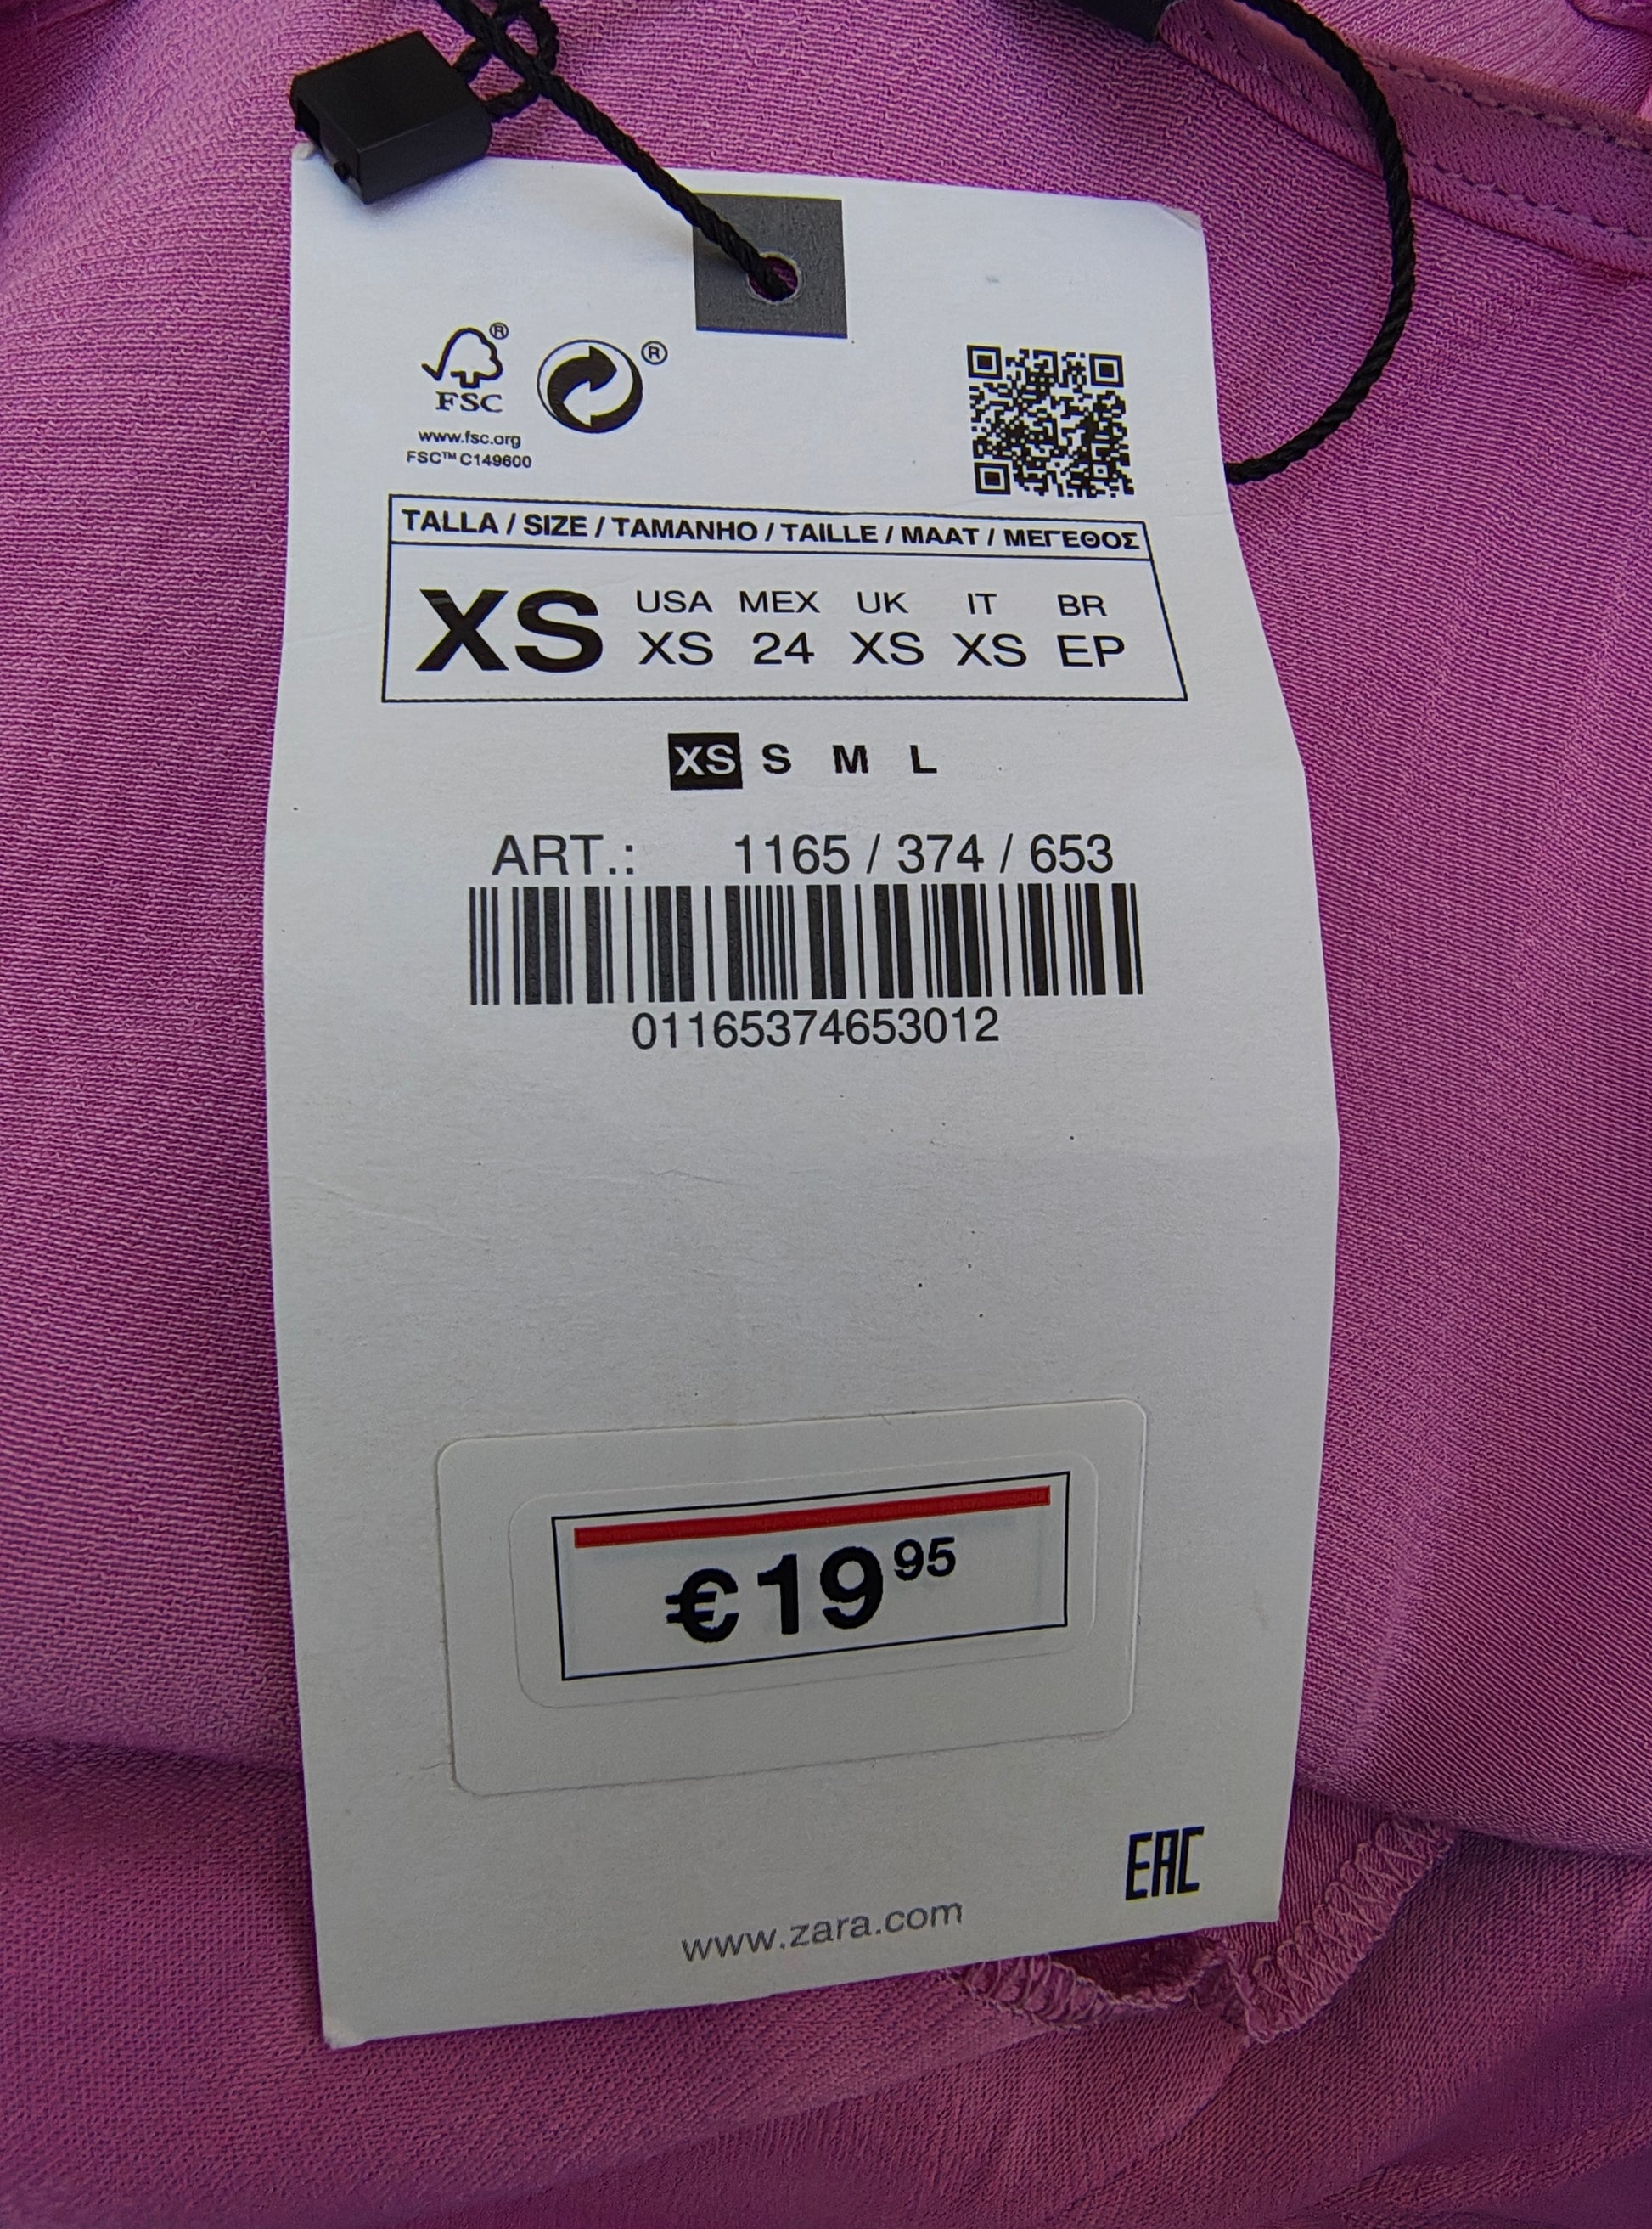 ®
FSC
www.fsc.org
FSC™ C149600
®
TALLA / SIZE / TAMANHO / TAILLE / MAAT / ΜΕΓΕΘΟΣ
XS USA MEX UK IT BR
XS 24 XS XS EP
XS S M L
ART.: 1165 / 374 / 653
01165374653012
€19 95
EAC
www.zara.com